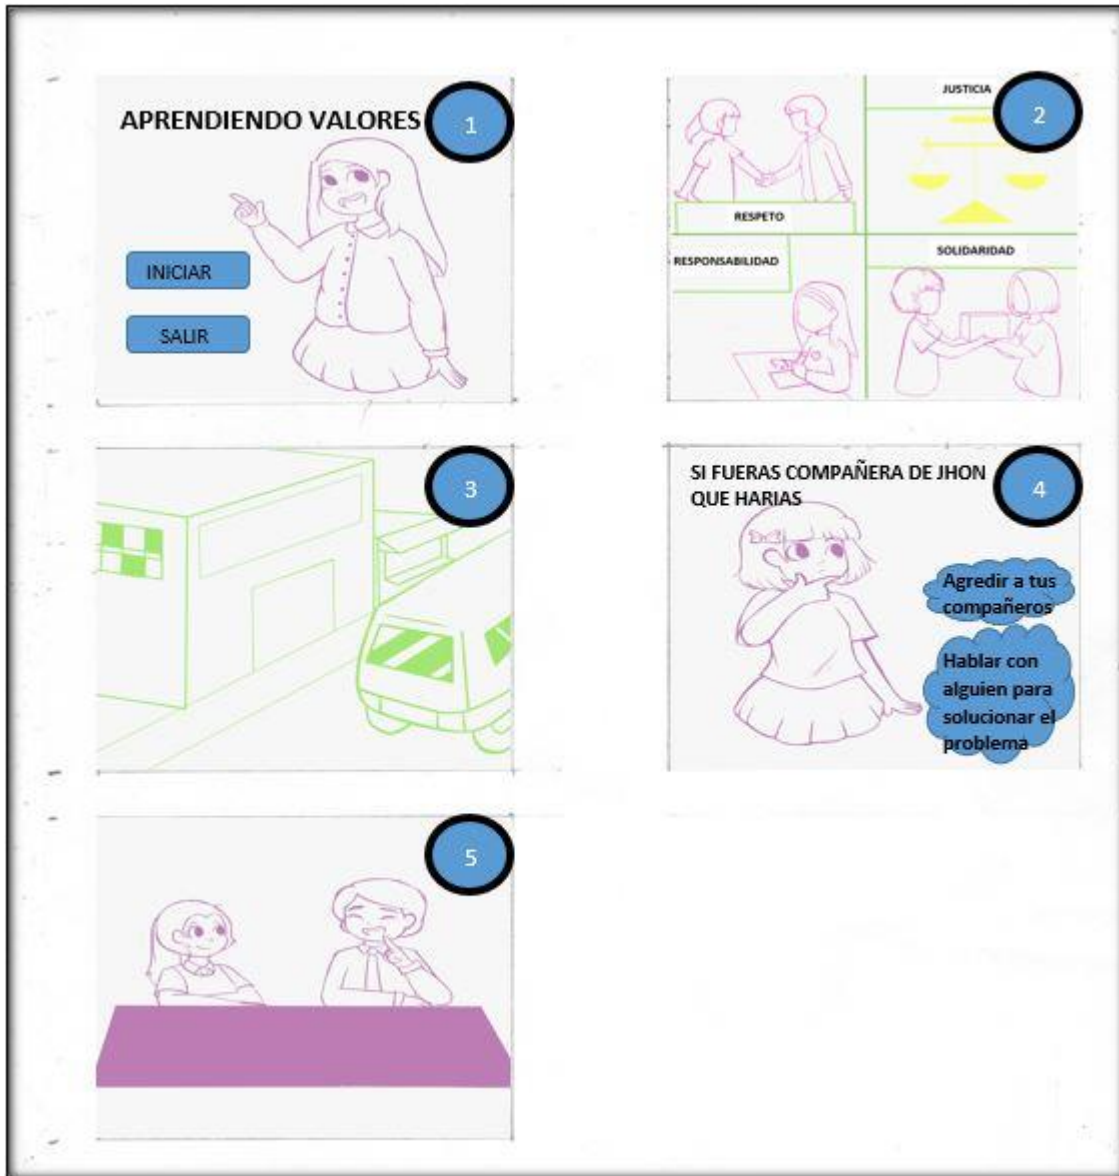 APRENDIENDO VALORES
1
INICIAR
SALIR
2
JUSTICIA
RESPETO
RESPONSABILIDAD
SOLIDARIDAD
3
4
SI FUERAS COMPAÑERA DE JHON
QUE HARIAS
Agredir a tus
compañeros
Hablar con
alguien para
solucionar el
problema
5